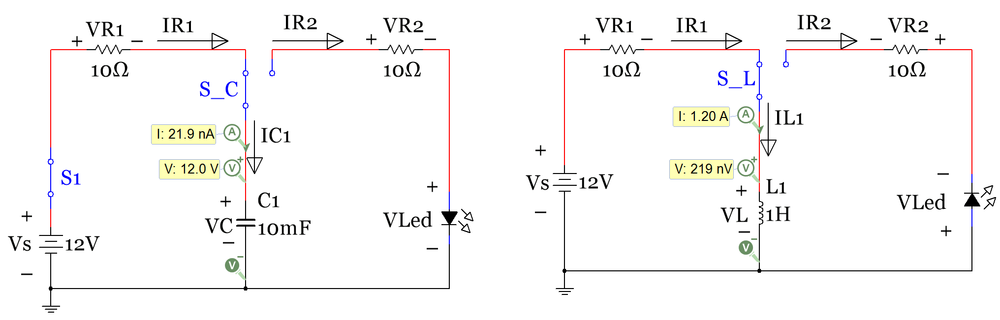 VR1
+ −
IR1
10Ω
IR2
VR2
+ −
10Ω
S_C
I: 21.9 nA
A
IC1
V: 12.0 V
V
+
S1
+
Vs
12V
−
+
C1
VC
10mF
−
V
−
+
VLed
−
VR1
+ −
IR1
10Ω
IR2
VR2
− +
10Ω
S_L
I: 1.20 A
A
IL1
V: 219 nV
V
+
+
Vs
12V
−
+
L1
VL
1H
−
V
−
−
VLed
+